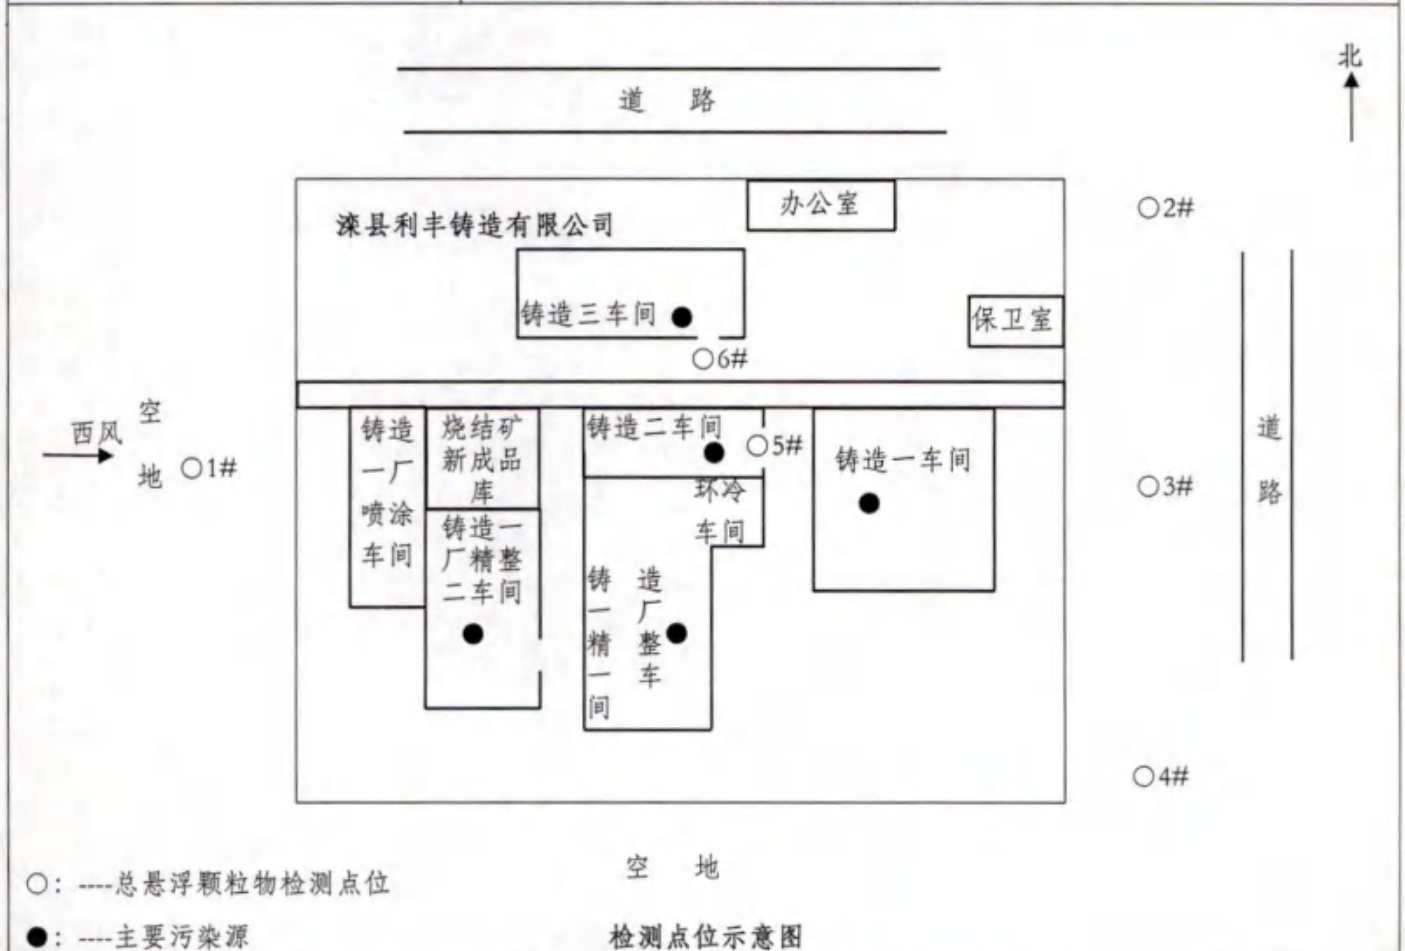 北
道 路
办公室
○2#
滦县利丰铸造有限公司
铸造三车间
保卫室
○6#
西风
空
地
○1#
铸造
一厂
喷涂
车间
烧结矿
新成品
库
铸造一
厂精整
二车间
铸造二车间
○5#
环冷
车间
铸造一车间
铸 造
一 厂
精 整
一 车
间
○3#
道
路
○4#
空 地
○：----总悬浮颗粒物检测点位
●：----主要污染源
检测点位示意图